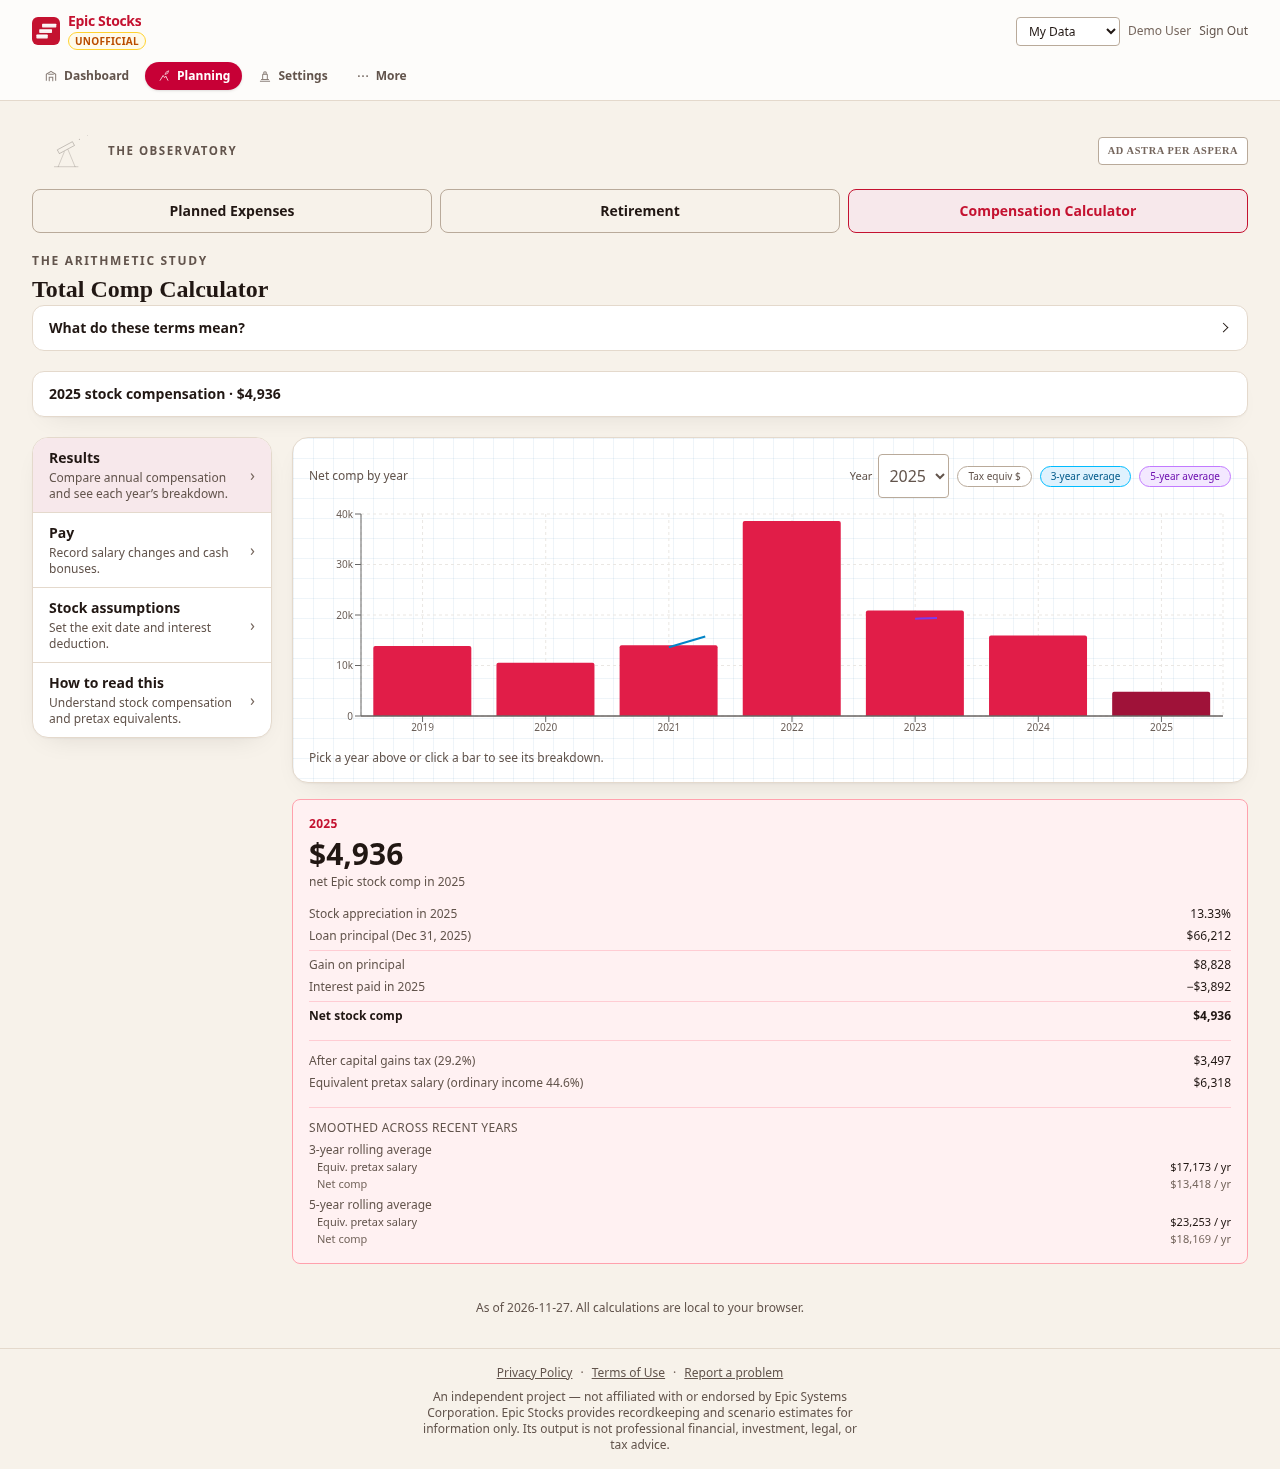 Epic Stocks
UNOFFICIAL
My Data
Demo User
Sign Out
Dashboard
Planning
Settings
More
THE OBSERVATORY
AD ASTRA PER ASPERA
Planned Expenses
Retirement
Compensation Calculator
THE ARITHMETIC STUDY
Total Comp Calculator
What do these terms mean?
2025 stock compensation · $4,936
Results
Compare annual compensation
and see each year's breakdown.
Pay
Record salary changes and cash
bonuses.
Stock assumptions
Set the exit date and interest
deduction.
How to read this
Understand stock compensation
and pretax equivalents.
Net comp by year
Year
2025
Tax equiv $
3-year average
5-year average
40k
30k
20k
10k
0
2019
2020
2021
2022
2023
2024
2025
Pick a year above or click a bar to see its breakdown.
2025
$4,936
net Epic stock comp in 2025
Stock appreciation in 2025 13.33%
Loan principal (Dec 31, 2025) $66,212
Gain on principal $8,828
Interest paid in 2025 −$3,892
Net stock comp $4,936
After capital gains tax (29.2%) $3,497
Equivalent pretax salary (ordinary income 44.6%) $6,318
SMOOTHED ACROSS RECENT YEARS
3-year rolling average
Equiv. pretax salary $17,173 / yr
Net comp $13,418 / yr
5-year rolling average
Equiv. pretax salary $23,253 / yr
Net comp $18,169 / yr
As of 2026-11-27. All calculations are local to your browser.
Privacy Policy · Terms of Use · Report a problem
An independent project — not affiliated with or endorsed by Epic Systems
Corporation. Epic Stocks provides recordkeeping and scenario estimates for
information only. Its output is not professional financial, investment, legal, or
tax advice.